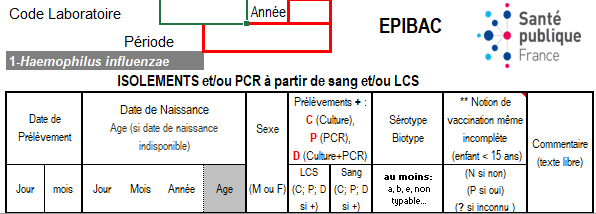 Code Laboratoire
Année
Période
EPIBAC
Santé
publique
France
1-Haemophilus influenzae
ISOLEMENTS et/ou PCR à partir de sang et/ou LCS
Date de
Prélèvement
Date de Naissance
Age (si date de naissance
indisponible)
Sexe
Prélèvements + :
C (Culture),
P (PCR),
D (Culture+PCR)
Sérotype
Biotype
** Notion de
vaccination même
incomplète
(enfant < 15 ans)
Commentaire
(texte libre)
Jour
mois
Jour
Mois
Année
Age
(M ou F)
LCS
(C; P; D
si +)
Sang
(C; P; D
si +)
au moins:
a, b, e, non
typable...
(N si non)
(P si oui)
(? si inconnu )